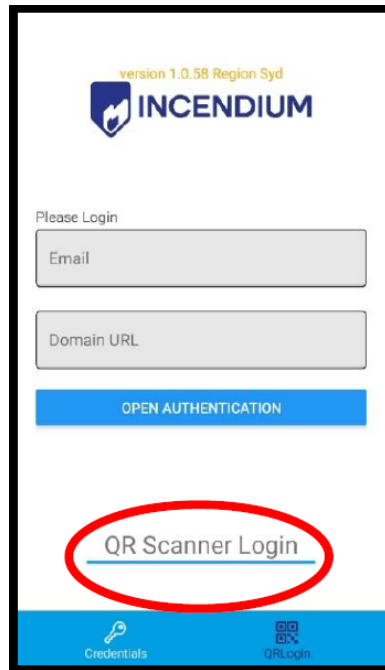 version 1.0.58 Region Syd
INCENDIUM
Please Login
Email
Domain URL
OPEN AUTHENTICATION
QR Scanner Login
Credentials
QRLogin